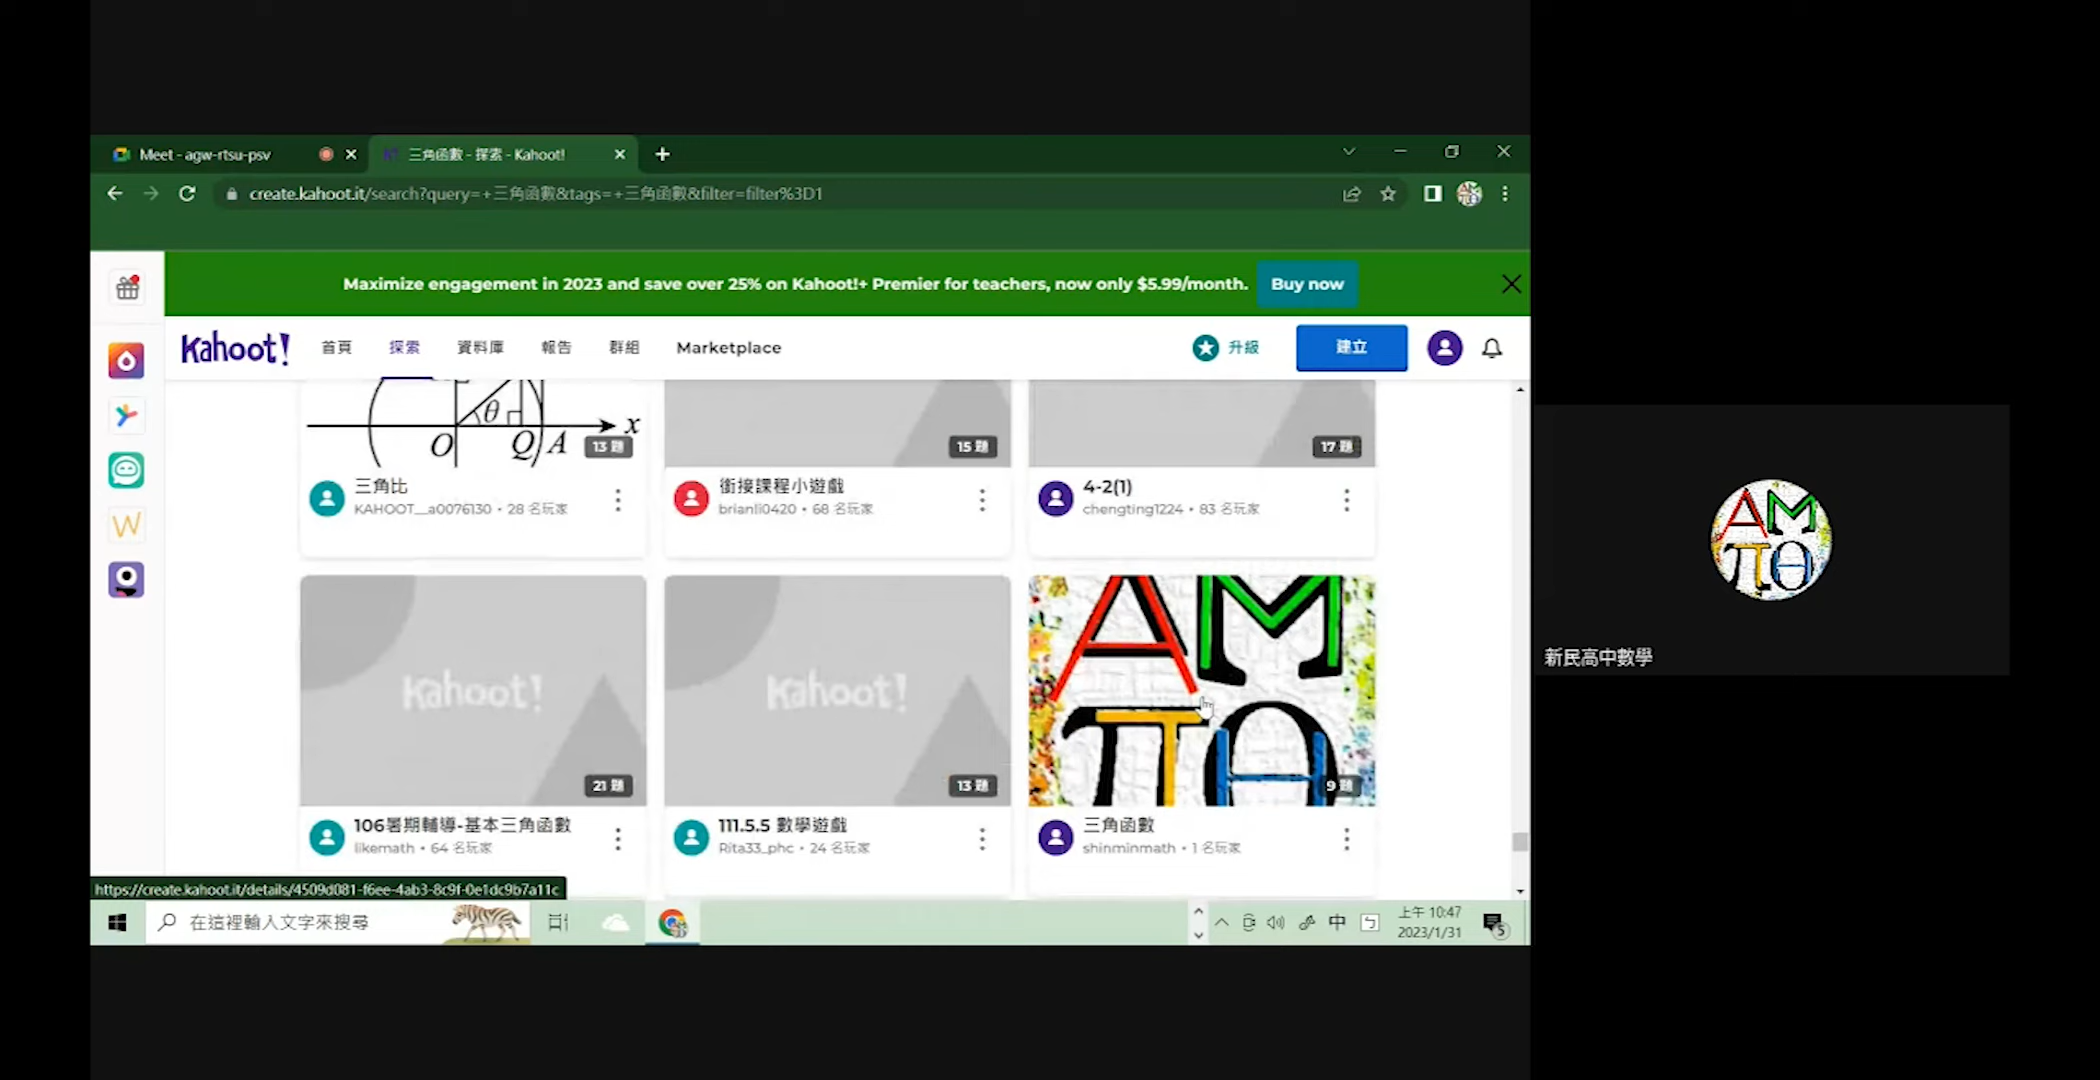 Meet - agw-rtsu-psv
三角函數 - 探索 - Kahoot!
create.kahoot.it/search?query=+三角函數&tags=+三角函數&filter=filter%3D1
Maximize engagement in 2023 and save over 25% on Kahoot!+ Premier for teachers, now only $5.99/month.
Buy now
Kahoot!
首頁
探索
資料庫
報告
群組
Marketplace
升級
建立
θ
x
O
Q
A
13 題
15 題
17 題
三角比
KAHOOT__a0076130 • 28 名玩家
銜接課程小遊戲
brianli0420 • 68 名玩家
4-2(1)
chengting1224 • 83 名玩家
Kahoot!
21 題
Kahoot!
13 題
AM
πθ
9 題
106暑期輔導-基本三角函數
likemath • 64 名玩家
111.5.5 數學遊戲
Rita33_phc • 24 名玩家
三角函數
shinminmath • 1 名玩家
AM
πθ
新民高中數學
https://create.kahoot.it/details/4509d081-f6ee-4ab3-8c9f-0e1dc9b7a11c
在這裡輸入文字來搜尋
中
ㄅ
上午 10:47
2023/1/31
5